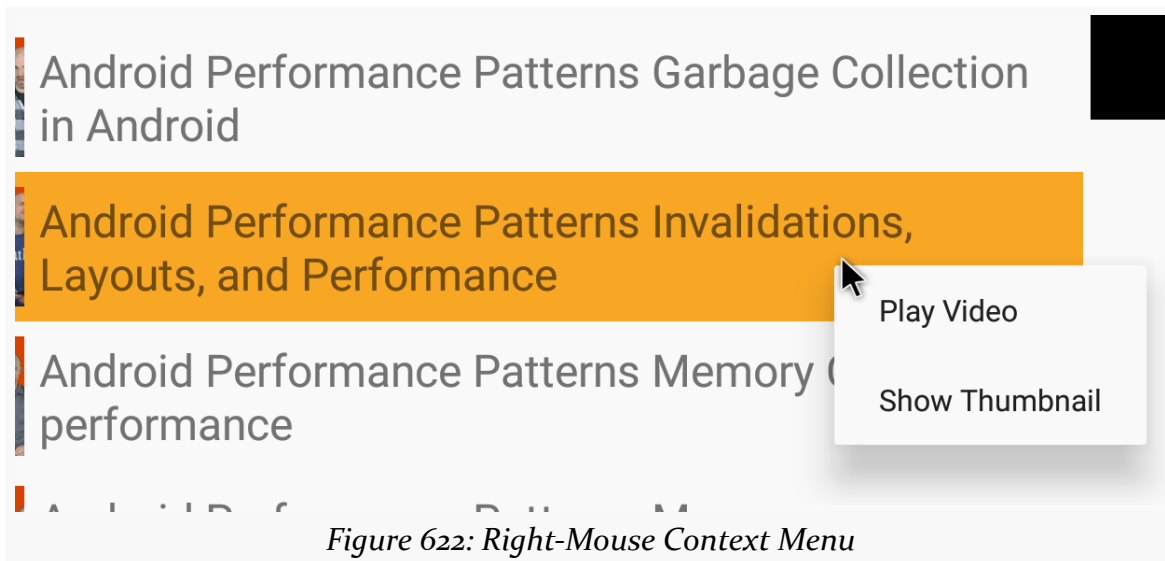 Android Performance Patterns Garbage Collection
in Android
Android Performance Patterns Invalidations,
Layouts, and Performance
Play Video
Android Performance Patterns Memory
performance
Show Thumbnail
Figure 622: Right-Mouse Context Menu